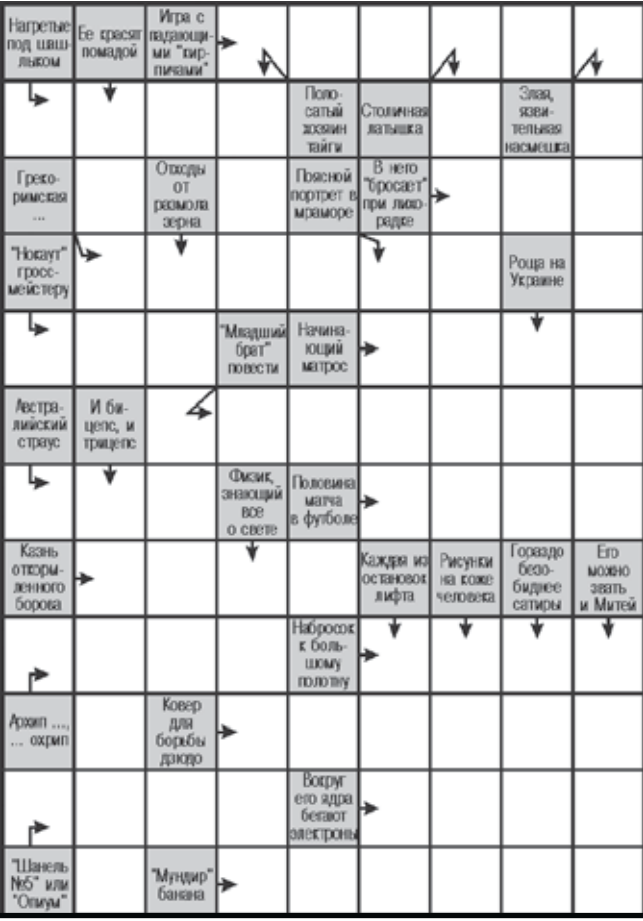 Нагретые
под шаш-
лыком
Ее красят
помадой
Игра с
падающи-
ми "кир-
пичами"
Поло-
сатый
хозяин
тайги
Столичная
латышка
Злая,
язви-
тельная
насмешка
Греко-
римская
...
Отходы
от
размола
зерна
Поясной
портрет в
мраморе
В него
"бросает"
при лихо-
радке
"Нокаут"
гросс-
мейстеру
Роща на
Украине
"Младший
брат"
повести
Начина-
ющий
матрос
Австра-
лийский
страус
И би-
цепс, и
трицепс
Физик,
знающий
все
о свете
Половина
матча
в футболе
Казнь
откорм-
ленного
борова
Каждая из
остановок
лифта
Рисунки
на коже
человека
Гораздо
безо-
биднее
сатиры
Его
можно
звать
и Митей
Набросок
к боль-
шому
полотну
Архип ...,
... охрип
Ковер
для
борьбы
дзюдо
Вокруг
его ядра
бегают
электроны
"Шанель
№5" или
"Опиум"
"Мундир"
банана